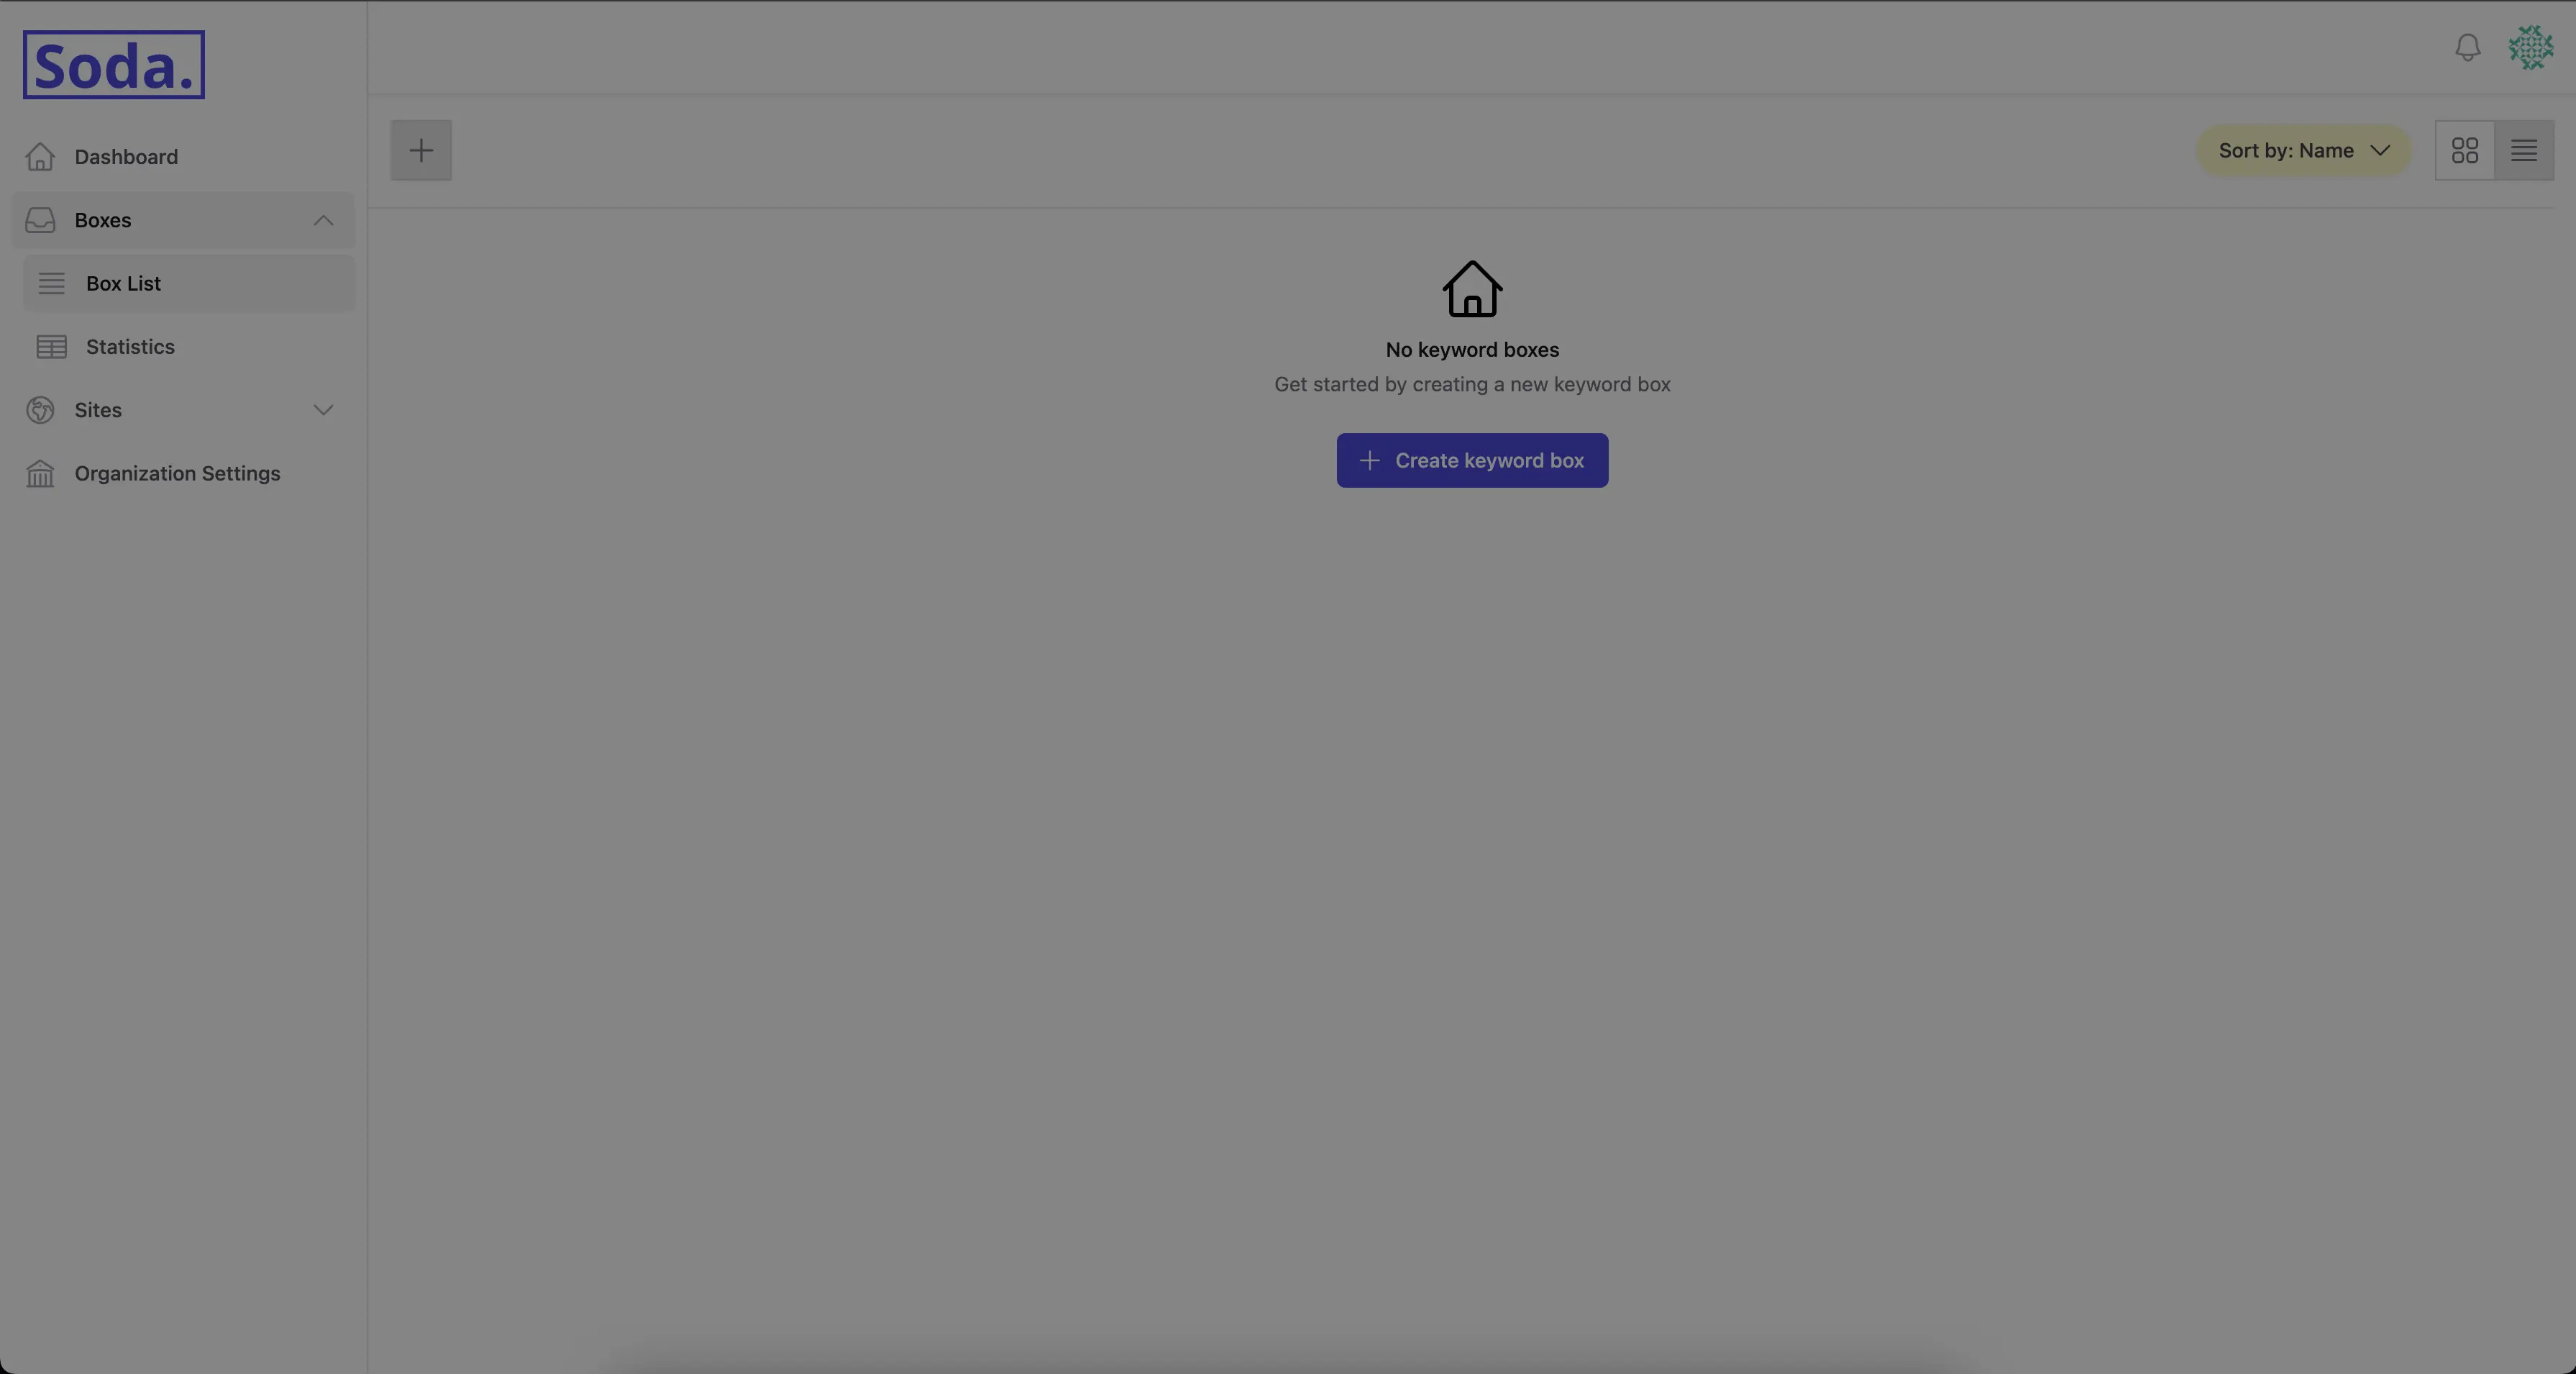 Soda.
Dashboard
Boxes
Box List
Statistics
Sites
Organization Settings
Sort by: Name
No keyword boxes
Get started by creating a new keyword box
Create keyword box